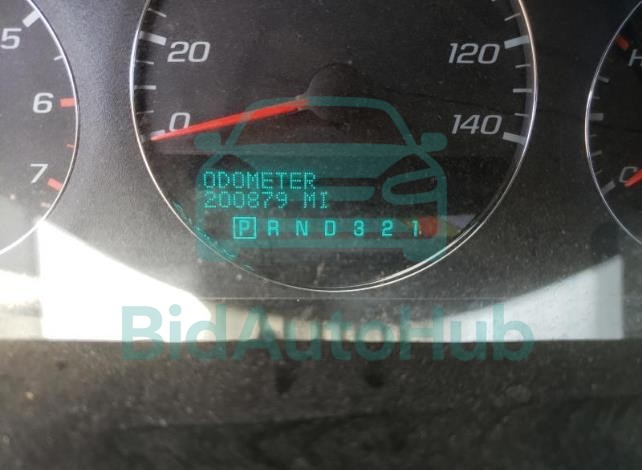 5
6
7
20
0
120
140
H
C
ODOMETER
200879 MI
P R N D 3 2 1
BidAutoHub